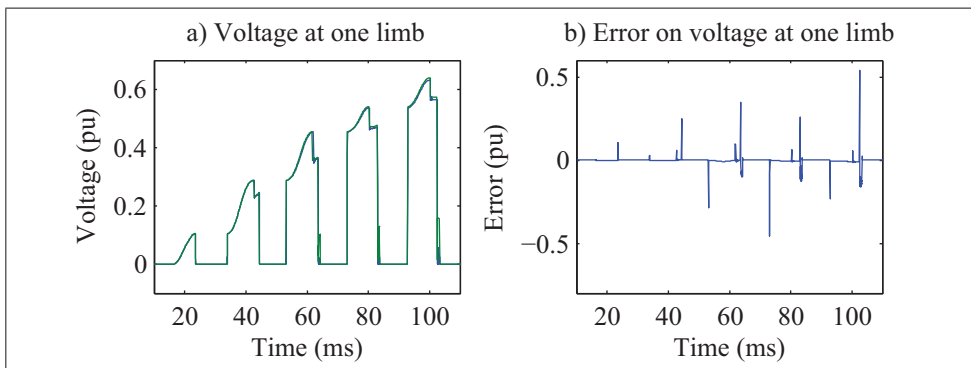 a) Voltage at one limb
Voltage (pu)
0.6
0.4
0.2
0
20 40 60 80 100
Time (ms)
b) Error on voltage at one limb
Error (pu)
0.5
0
−0.5
20 40 60 80 100
Time (ms)